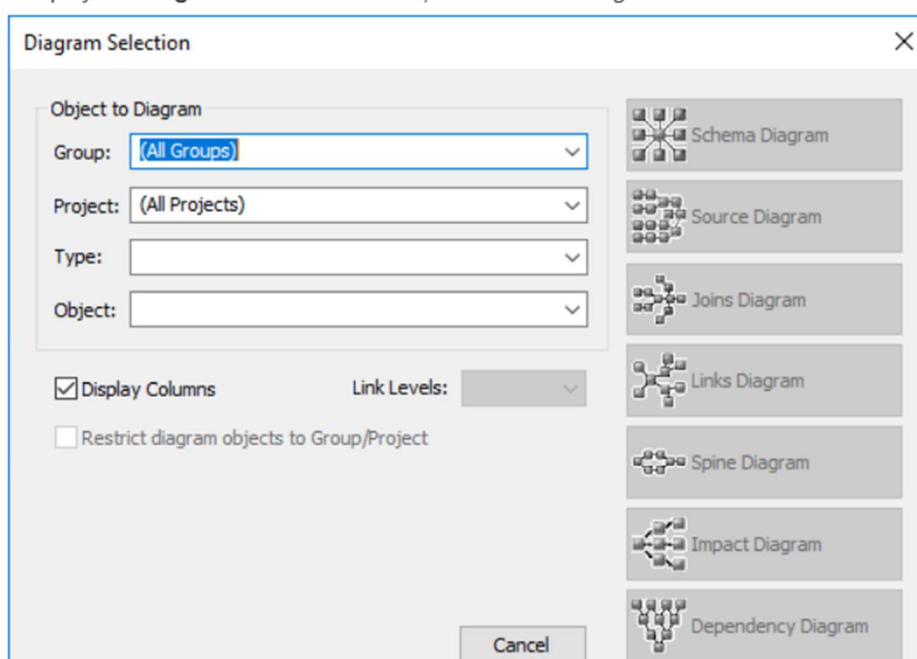 Diagram Selection
Object to Diagram
Group: (All Groups)
Project: (All Projects)
Type:
Object:
Display Columns
Link Levels:
Restrict diagram objects to Group/Project
Cancel
Schema Diagram
Source Diagram
Joins Diagram
Links Diagram
Spine Diagram
Impact Diagram
Dependency Diagram